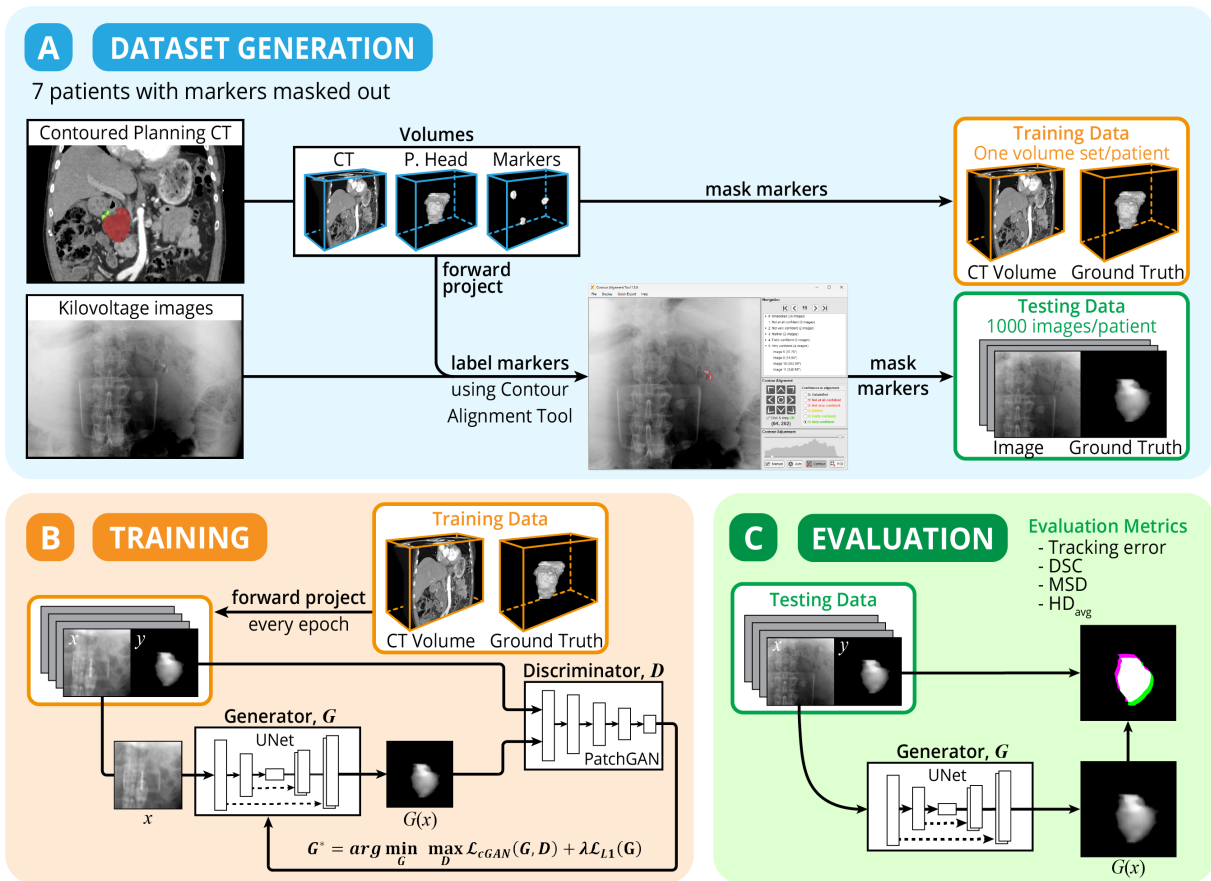 A DATASET GENERATION
7 patients with markers masked out
Contoured Planning CT
Volumes
CT
P. Head
Markers
mask markers
Training Data
One volume set/patient
CT Volume
Ground Truth
forward
project
Kilovoltage images
label markers
using Contour
Alignment Tool
Contour Alignment
Contour Adjustment
mask
markers
Testing Data
1000 images/patient
Image
Ground Truth
B TRAINING
Training Data
CT Volume
Ground Truth
forward project
every epoch
x
y
Discriminator, D
PatchGAN
Generator, G
UNet
x
G(x)
G* = arg min max ℒcGAN(G, D) + λℒL1(G)
G D
C EVALUATION
Evaluation Metrics
- Tracking error
- DSC
- MSD
- HDavg
Testing Data
x
y
Generator, G
UNet
G(x)